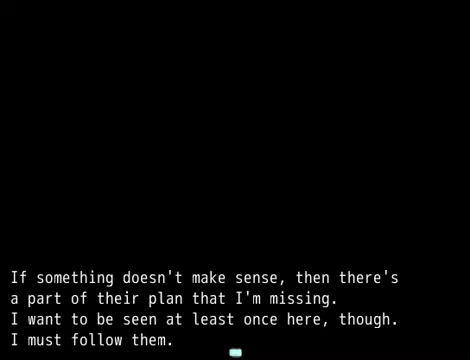 If something doesn't make sense, then there's
a part of their plan that I'm missing.
I want to be seen at least once here, though.
I must follow them.